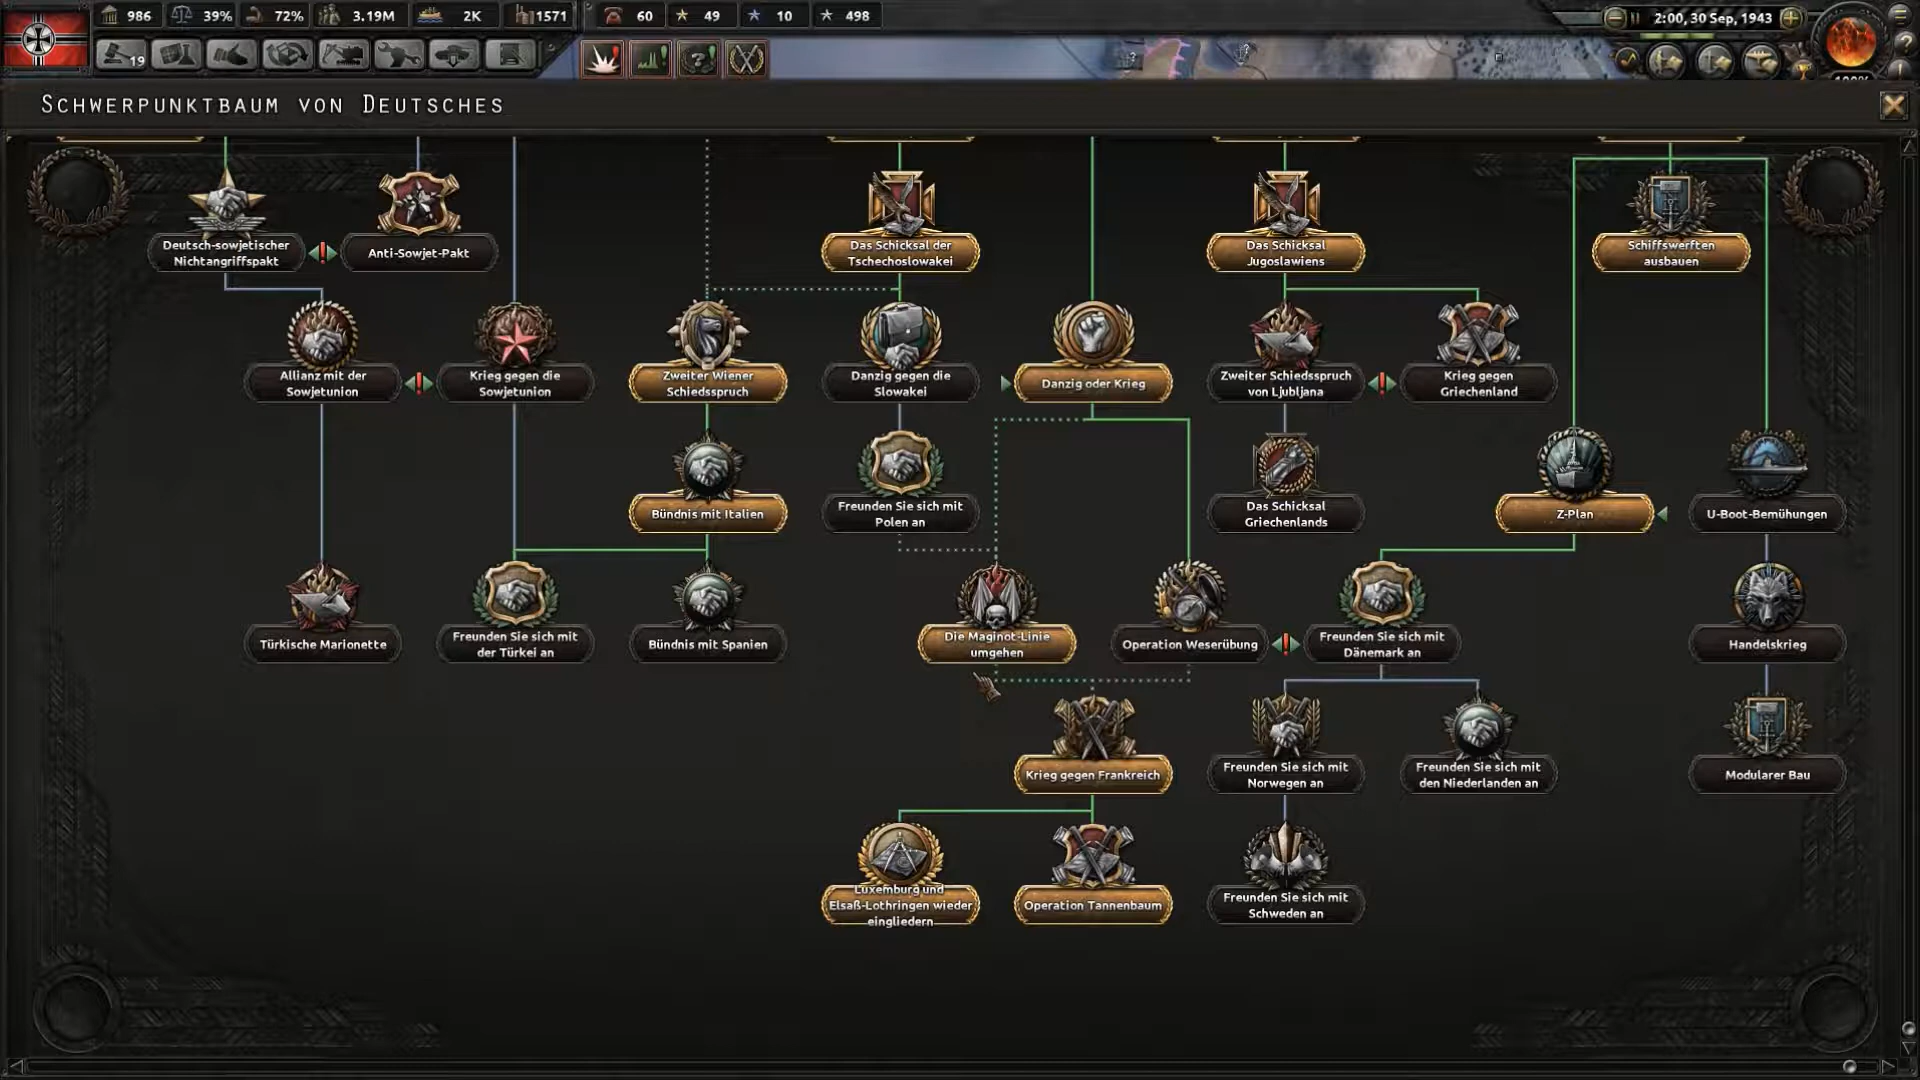 986 39% 72% 3.19M 2K 1571 60 49 10 498
2:00, 30 Sep, 1943
19
Schwerpunktbaum von Deutsches
Deutsch-sowjetischer
Nichtangriffspakt
Anti-Sowjet-Pakt
Das Schicksal der
Tschechoslowakei
Das Schicksal
Jugoslawiens
Schiffswerften
ausbauen
Allianz mit der
Sowjetunion
Krieg gegen die
Sowjetunion
Zweiter Wiener
Schiedsspruch
Danzig gegen die
Slowakei
Danzig oder Krieg
Zweiter Schiedsspruch
von Ljubljana
Krieg gegen
Griechenland
Bündnis mit Italien
Freunden Sie sich mit
Polen an
Das Schicksal
Griechenlands
Z-Plan
U-Boot-Bemühungen
Türkische Marionette
Freunden Sie sich mit
der Türkei an
Bündnis mit Spanien
Die Maginot-Linie
umgehen
Operation Weserübung
Freunden Sie sich mit
Dänemark an
Handelskrieg
Krieg gegen Frankreich
Freunden Sie sich mit
Norwegen an
Freunden Sie sich mit
den Niederlanden an
Modularer Bau
Luxemburg und
Elsaß-Lothringen wieder
eingliedern
Operation Tannenbaum
Freunden Sie sich mit
Schweden an